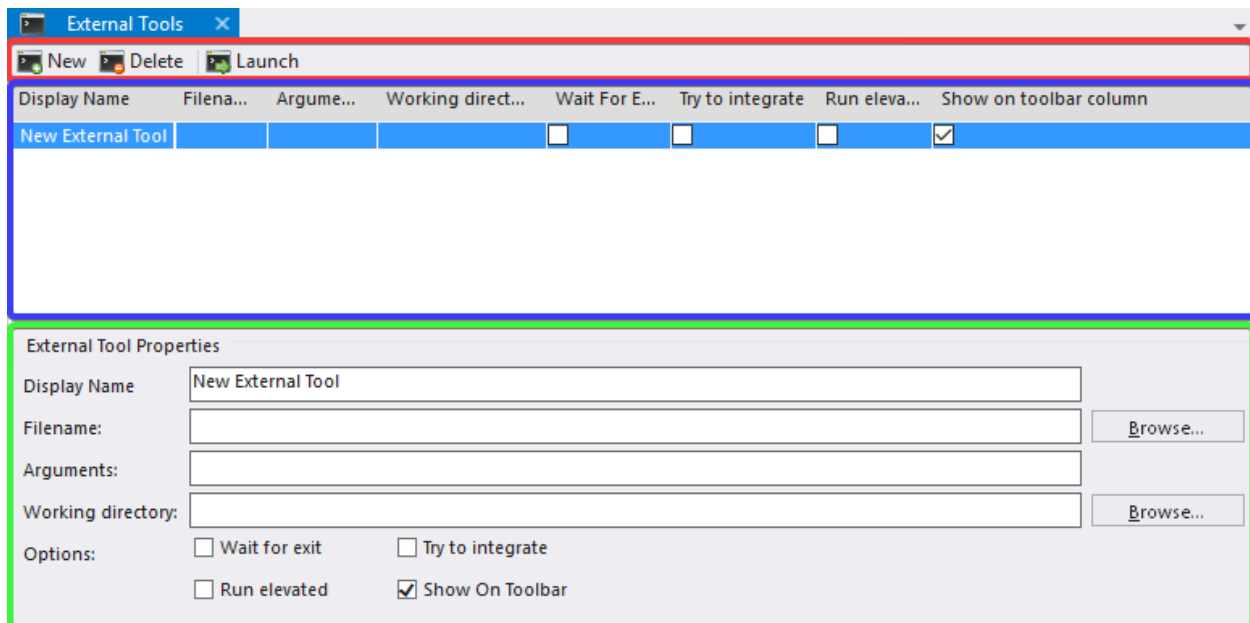 External Tools
New Delete Launch
Display Name Filena... Argume... Working direct... Wait For E... Try to integrate Run eleva... Show on toolbar column
New External Tool
External Tool Properties
Display Name New External Tool
Filename: Browse...
Arguments:
Working directory: Browse...
Options: Wait for exit Try to integrate
Run elevated Show On Toolbar